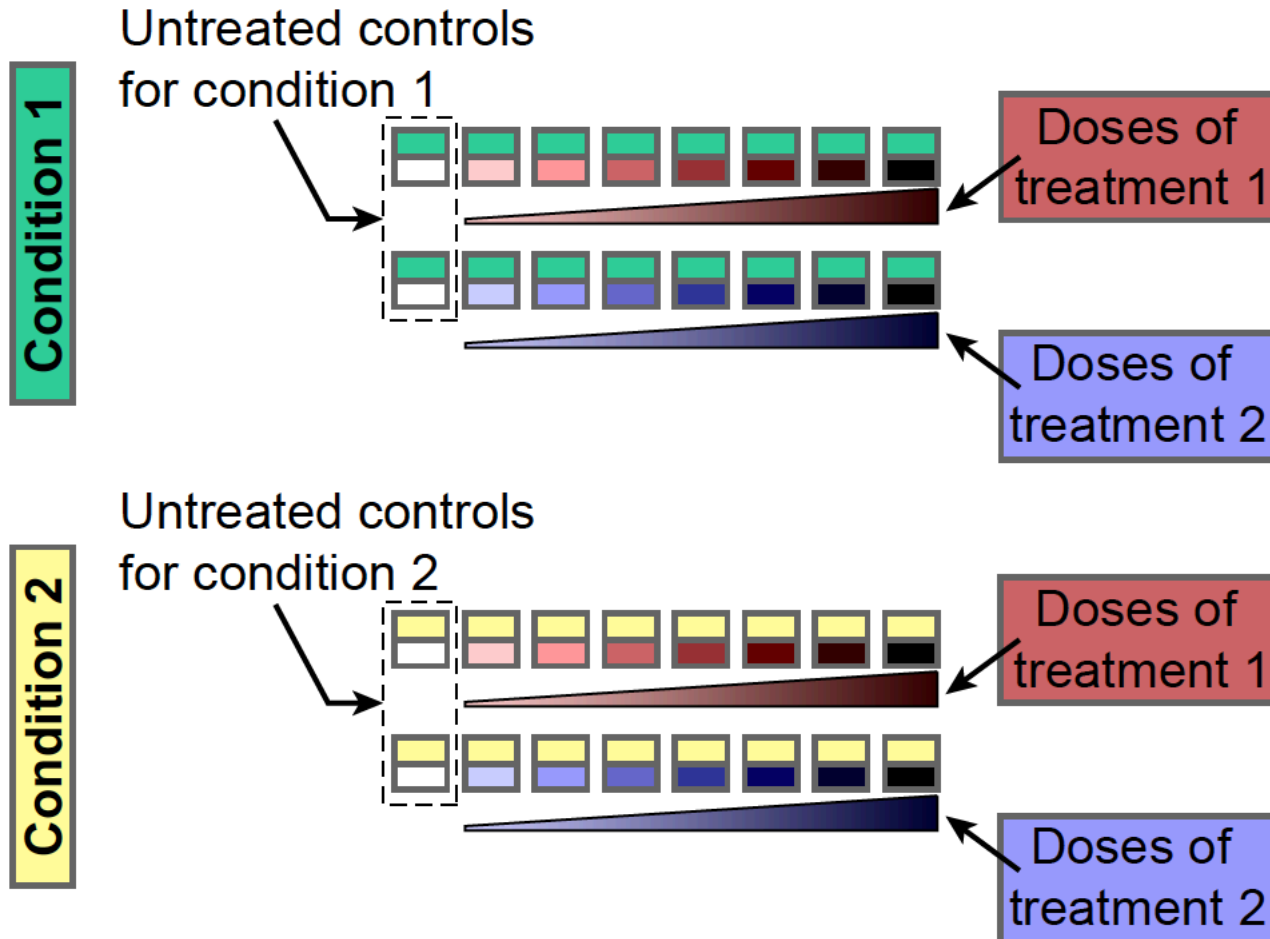 Untreated controls
for condition 1
Condition 1
Doses of
treatment 1
Doses of
treatment 2
Untreated controls
for condition 2
Condition 2
Doses of
treatment 1
Doses of
treatment 2